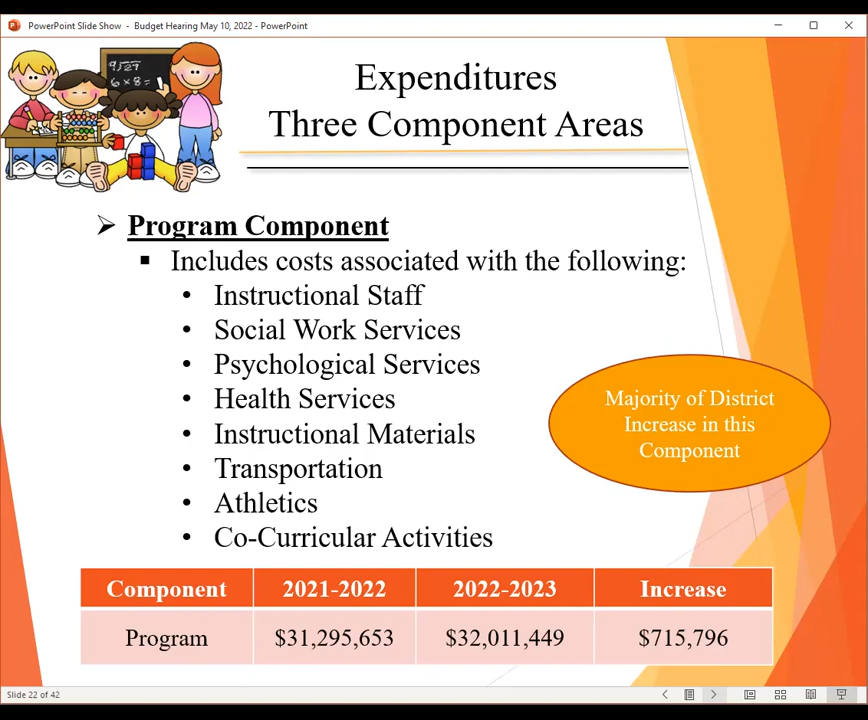 PowerPoint Slide Show - Budget Hearing May 10, 2022 - PowerPoint
Expenditures
Three Component Areas
Program Component
Includes costs associated with the following:
Instructional Staff
Social Work Services
Psychological Services
Health Services
Instructional Materials
Transportation
Athletics
Co-Curricular Activities
Majority of District
Increase in this
Component
Component 2021-2022 2022-2023 Increase
Program $31,295,653 $32,011,449 $715,796
Slide 22 of 42